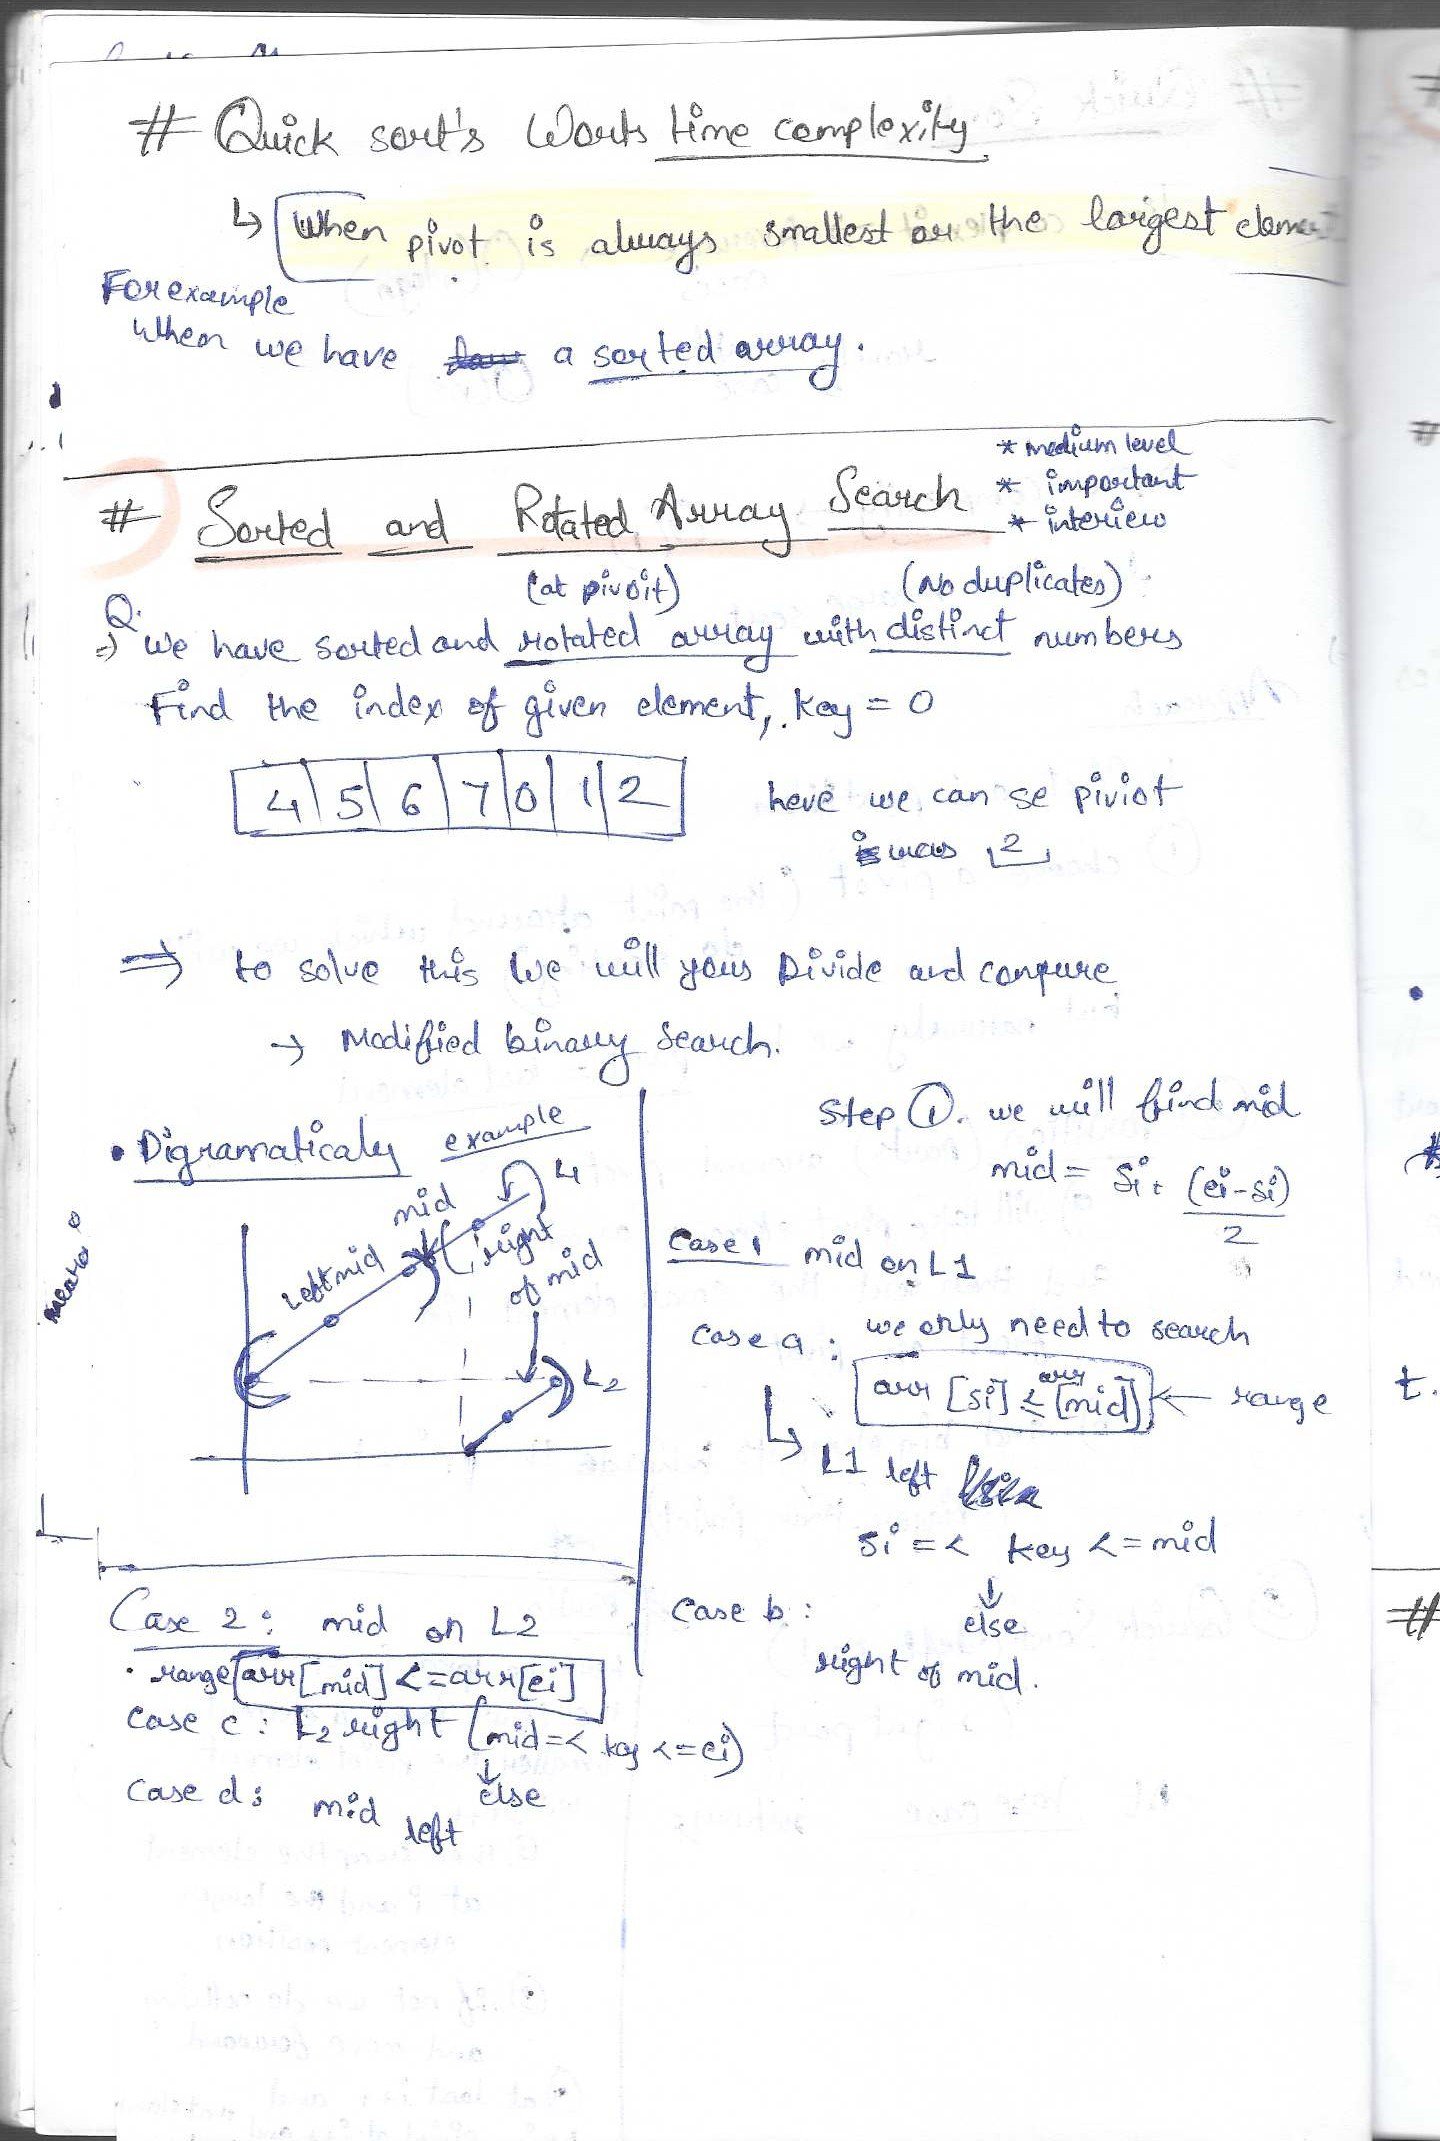 # Quick sort's Worts time complexity
↳ When pivot is always smallest or the largest elemen
For example
when we have a sorted array.
* medium level
* important
* interiew
# Sorted and Rotated Array Search
(at pivoit) (No duplicates)
Q.
=> we have sorted and rotated array with distinct numbers
Find the index of given element, key = 0
4 | 5 | 6 | 7 | 0 | 1 | 2
here we can se piviot
was 2
=> to solve this we will yous Divide and conpure
→ Modified binary search.
• Digramaticaly example
L1
mid
Left mid
right
of mid
L2
Step ①. we will find mid
mid = si + (ei-si)
2
Case 1 mid on L1
case a : we only need to search
arr [si] <= arr [mid] ← range
↳ L1 left
si =< key <= mid
↓
case b : else
right of mid.
Case 2 : mid on L2
• range arr[mid] <= arr[ei]
case c : L2 right (mid =< key <= ei)
↓
case d : mid left else